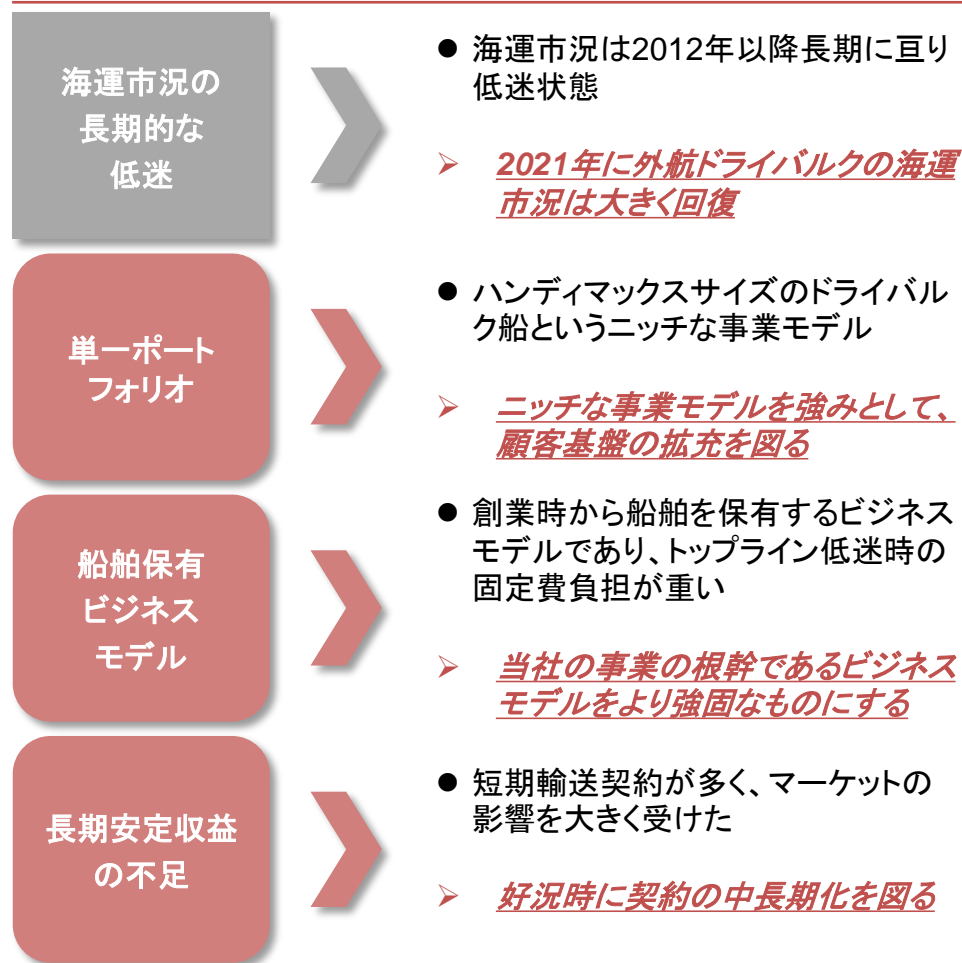 海運市況の
長期的な
低迷
● 海運市況は2012年以降長期に亘り
低迷状態
➢ 2021年に外航ドライバルクの海運
市況は大きく回復
単一ポート
フォリオ
● ハンディマックスサイズのドライバル
ク船というニッチな事業モデル
➢ ニッチな事業モデルを強みとして、
顧客基盤の拡充を図る
船舶保有
ビジネス
モデル
● 創業時から船舶を保有するビジネス
モデルであり、トップライン低迷時の
固定費負担が重い
➢ 当社の事業の根幹であるビジネス
モデルをより強固なものにする
長期安定収益
の不足
● 短期輸送契約が多く、マーケットの
影響を大きく受けた
➢ 好況時に契約の中長期化を図る